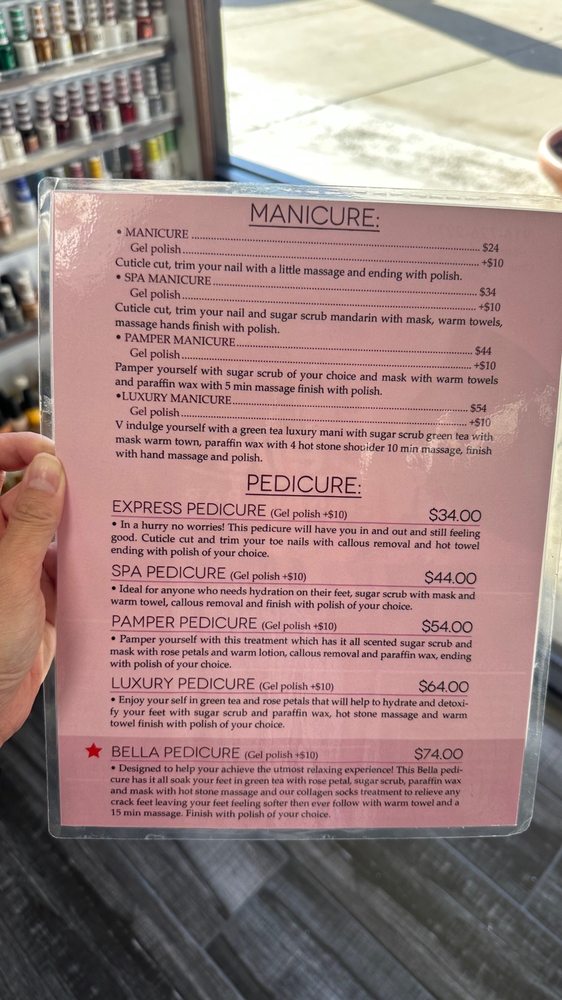 MANICURE:
• MANICURE ........ $24
Gel polish ........ +$10
Cuticle cut, trim your nail with a little massage and ending with polish.
• SPA MANICURE ........ $34
Gel polish ........ +$10
Cuticle cut, trim your nail and sugar scrub mandarin with mask, warm towels,
massage hands finish with polish.
• PAMPER MANICURE ........ $44
Gel polish ........ +$10
Pamper yourself with sugar scrub of your choice and mask with warm towels
and paraffin wax with 5 min massage finish with polish.
•LUXURY MANICURE ........ $54
Gel polish ........ +$10
V indulge yourself with a green tea luxury mani with sugar scrub green tea with
mask warm town, paraffin wax with 4 hot stone shoulder 10 min massage, finish
with hand massage and polish.
PEDICURE:
EXPRESS PEDICURE (Gel polish +$10) $34.00
• In a hurry no worries! This pedicure will have you in and out and still feeling
good. Cuticle cut and trim your toe nails with callous removal and hot towel
ending with polish of your choice.
SPA PEDICURE (Gel polish +$10) $44.00
• Ideal for anyone who needs hydration on their feet, sugar scrub with mask and
warm towel, callous removal and finish with polish of your choice.
PAMPER PEDICURE (Gel polish +$10) $54.00
• Pamper yourself with this treatment which has it all scented sugar scrub and
mask with rose petals and warm lotion, callous removal and paraffin wax, ending
with polish of your choice.
LUXURY PEDICURE (Gel polish +$10) $64.00
• Enjoy your self in green tea and rose petals that will help to hydrate and detoxi-
fy your feet with sugar scrub and paraffin wax, hot stone massage and warm
towel finish with polish of your choice.
BELLA PEDICURE (Gel polish +$10) $74.00
• Designed to help your achieve the utmost relaxing experience! This Bella pedi-
cure has it all soak your feet in green tea with rose petal, sugar scrub, paraffin wax
and mask with hot stone massage and our collagen socks treatment to relieve any
crack feet leaving your feet feeling softer then ever follow with warm towel and a
15 min massage. Finish with polish of your choice.